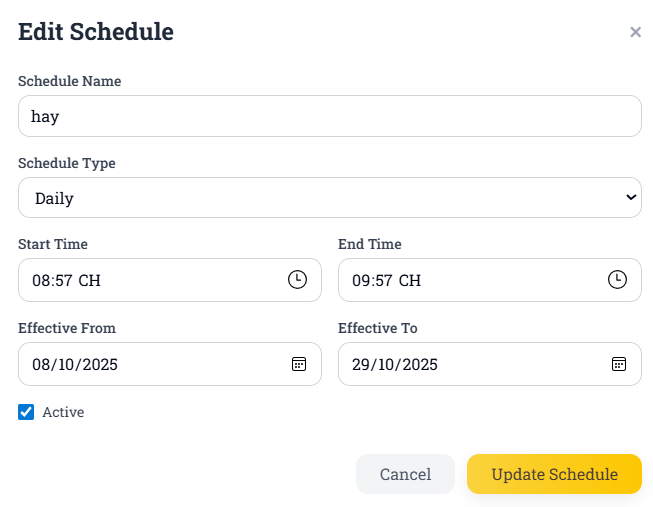 Edit Schedule
×
Schedule Name
hay
Schedule Type
Daily
Start Time
End Time
08:57 CH
09:57 CH
Effective From
Effective To
08/10/2025
29/10/2025
Active
Cancel
Update Schedule